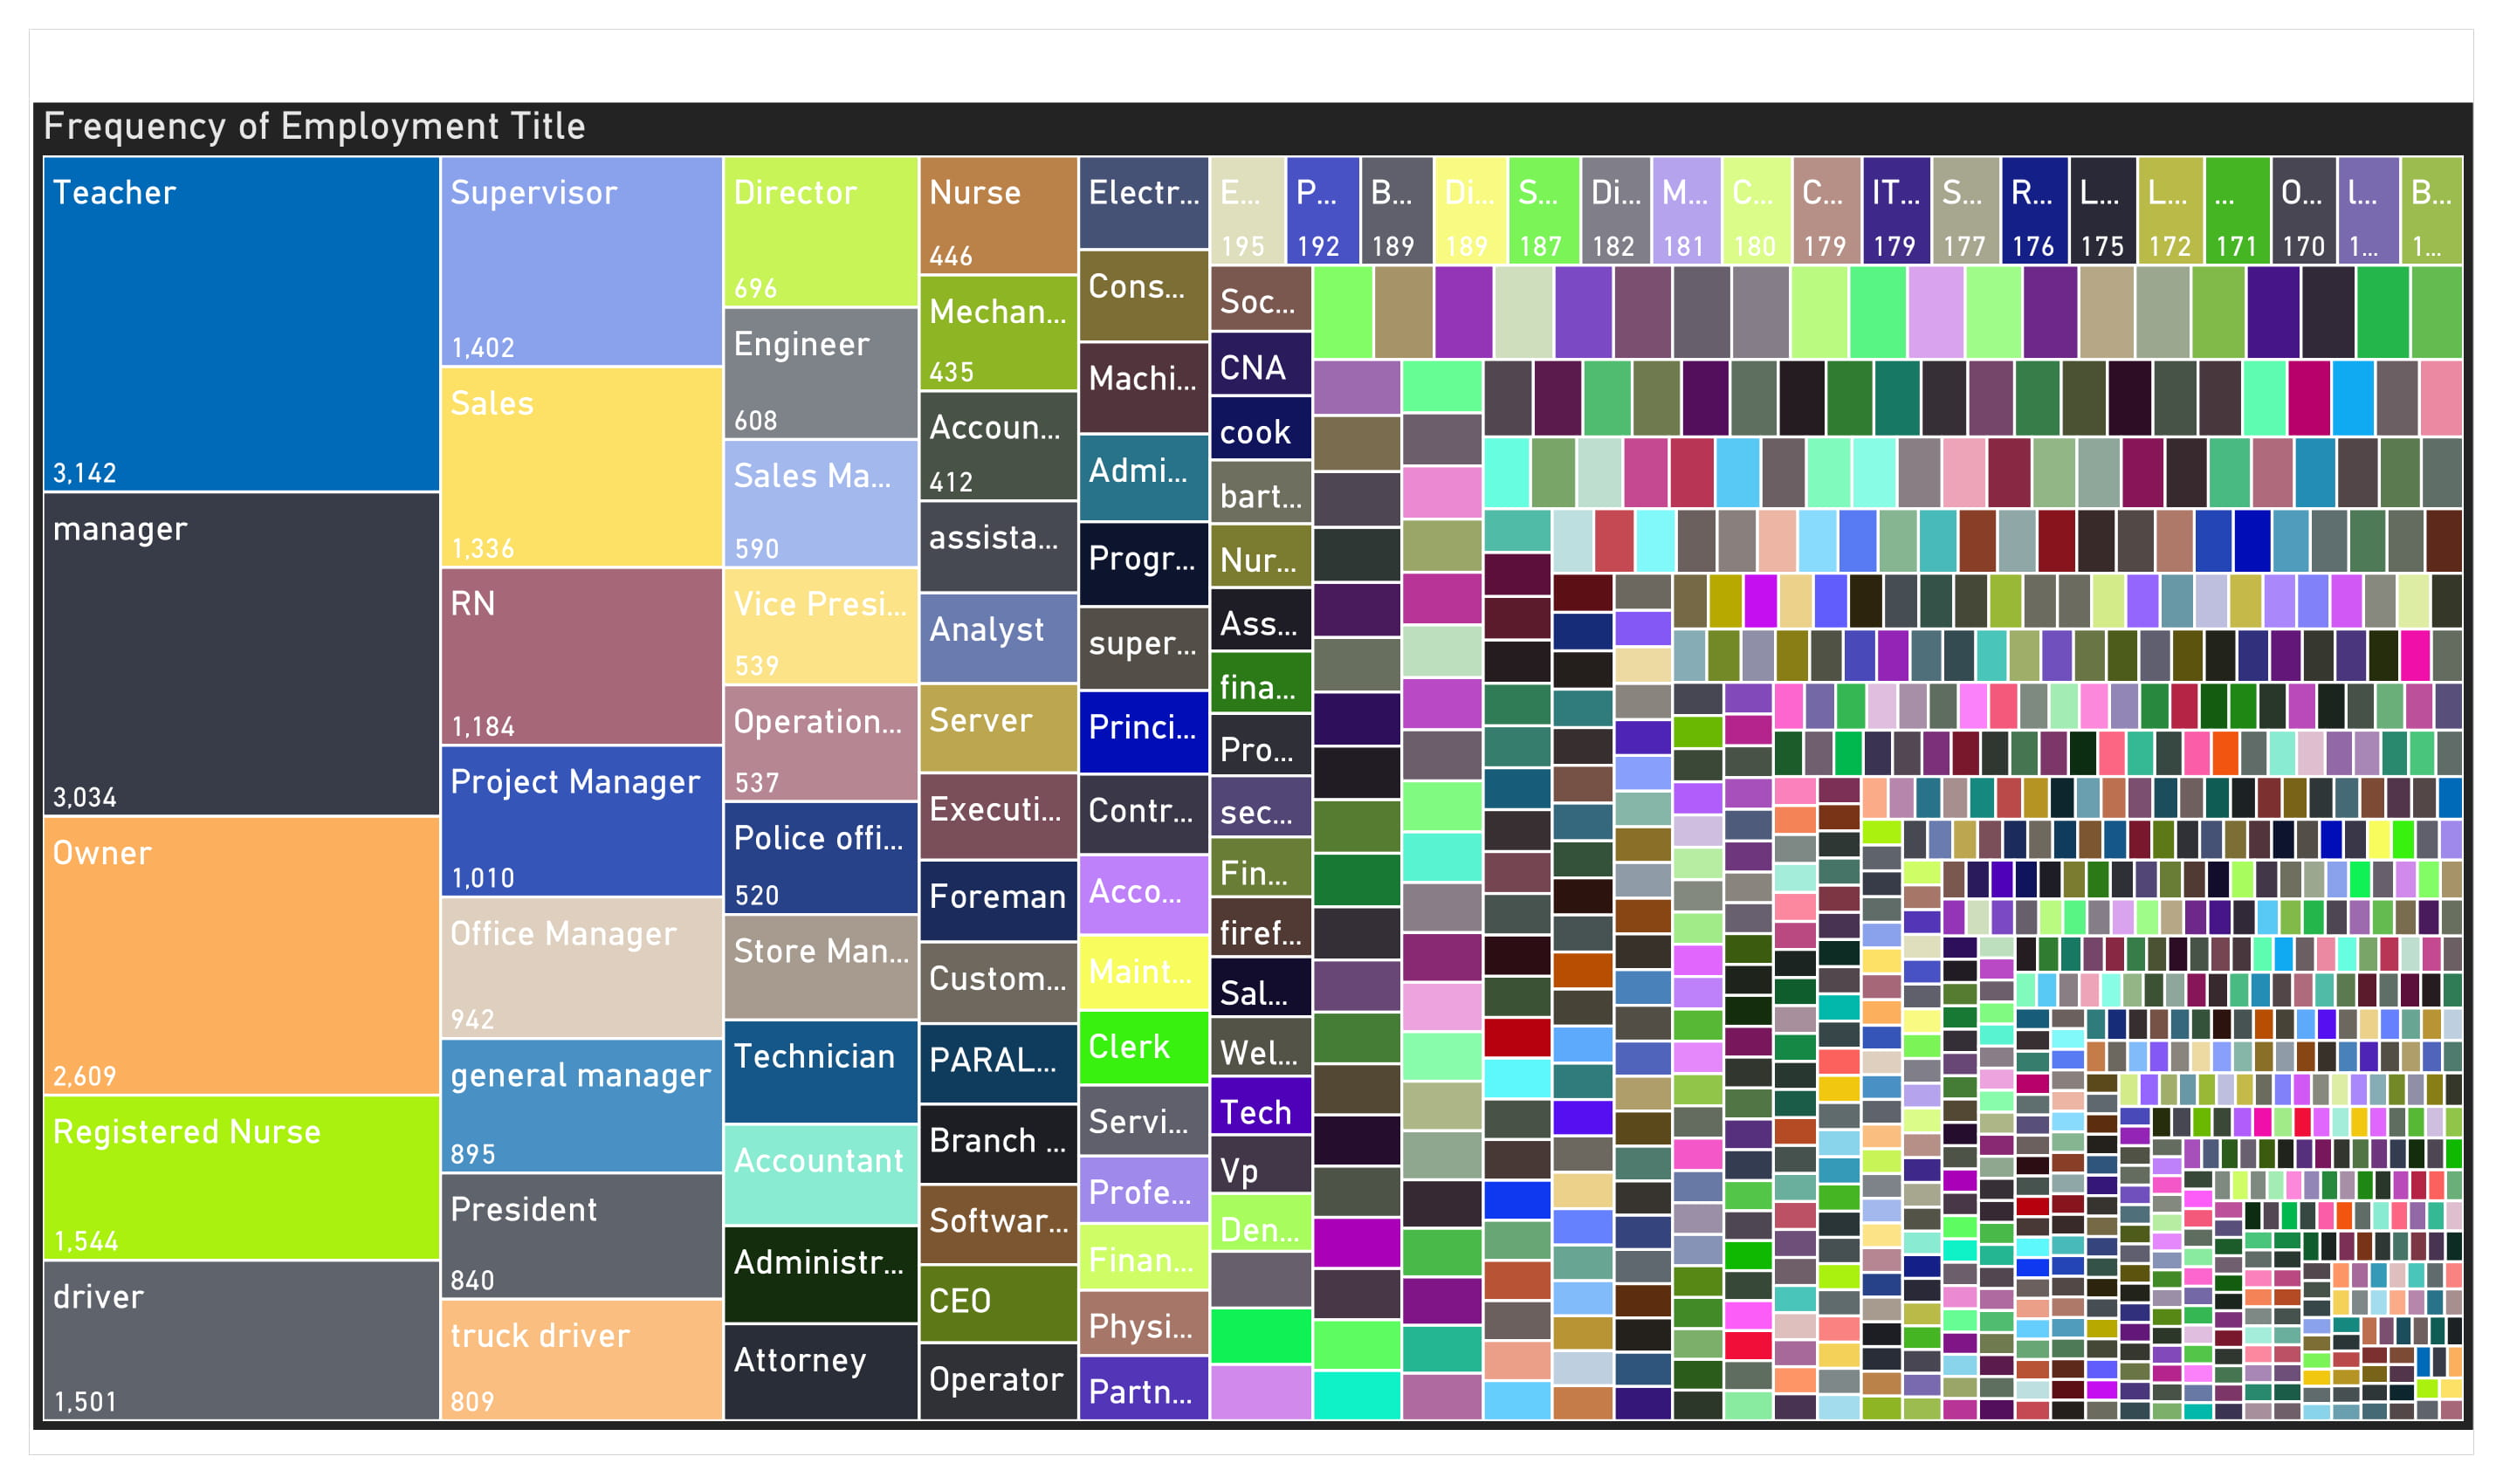 Frequency of Employment Title
Teacher
3,142
manager
3,034
Owner
2,609
Registered Nurse
1,544
driver
1,501
Supervisor
1,402
Sales
1,336
RN
1,184
Project Manager
1,010
Office Manager
942
general manager
895
President
840
truck driver
809
Director
696
Engineer
608
Sales Ma...
590
Vice Presi...
539
Operation...
537
Police offi...
520
Store Man...
Technician
Accountant
Administr...
Attorney
Nurse
446
Mechan...
435
Accoun...
412
assista...
Analyst
Server
Executi...
Foreman
Custom...
PARAL...
Branch ...
Softwar...
CEO
Operator
Electr...
Cons...
Machi...
Admi...
Progr...
super...
Princi...
Contr...
Acco...
Maint...
Clerk
Servi...
Profe...
Finan...
Physi...
Partn...
E...
195
P...
192
B...
189
Di...
189
S...
187
Di...
182
M...
181
C...
180
C...
179
IT...
179
S...
177
R...
176
L...
175
L...
172
...
171
O...
170
l...
1...
B...
1...
Soc...
CNA
cook
bart...
Nur...
Ass...
fina...
Pro...
sec...
Fin...
firef...
Sal...
Wel...
Tech
Vp
Den...